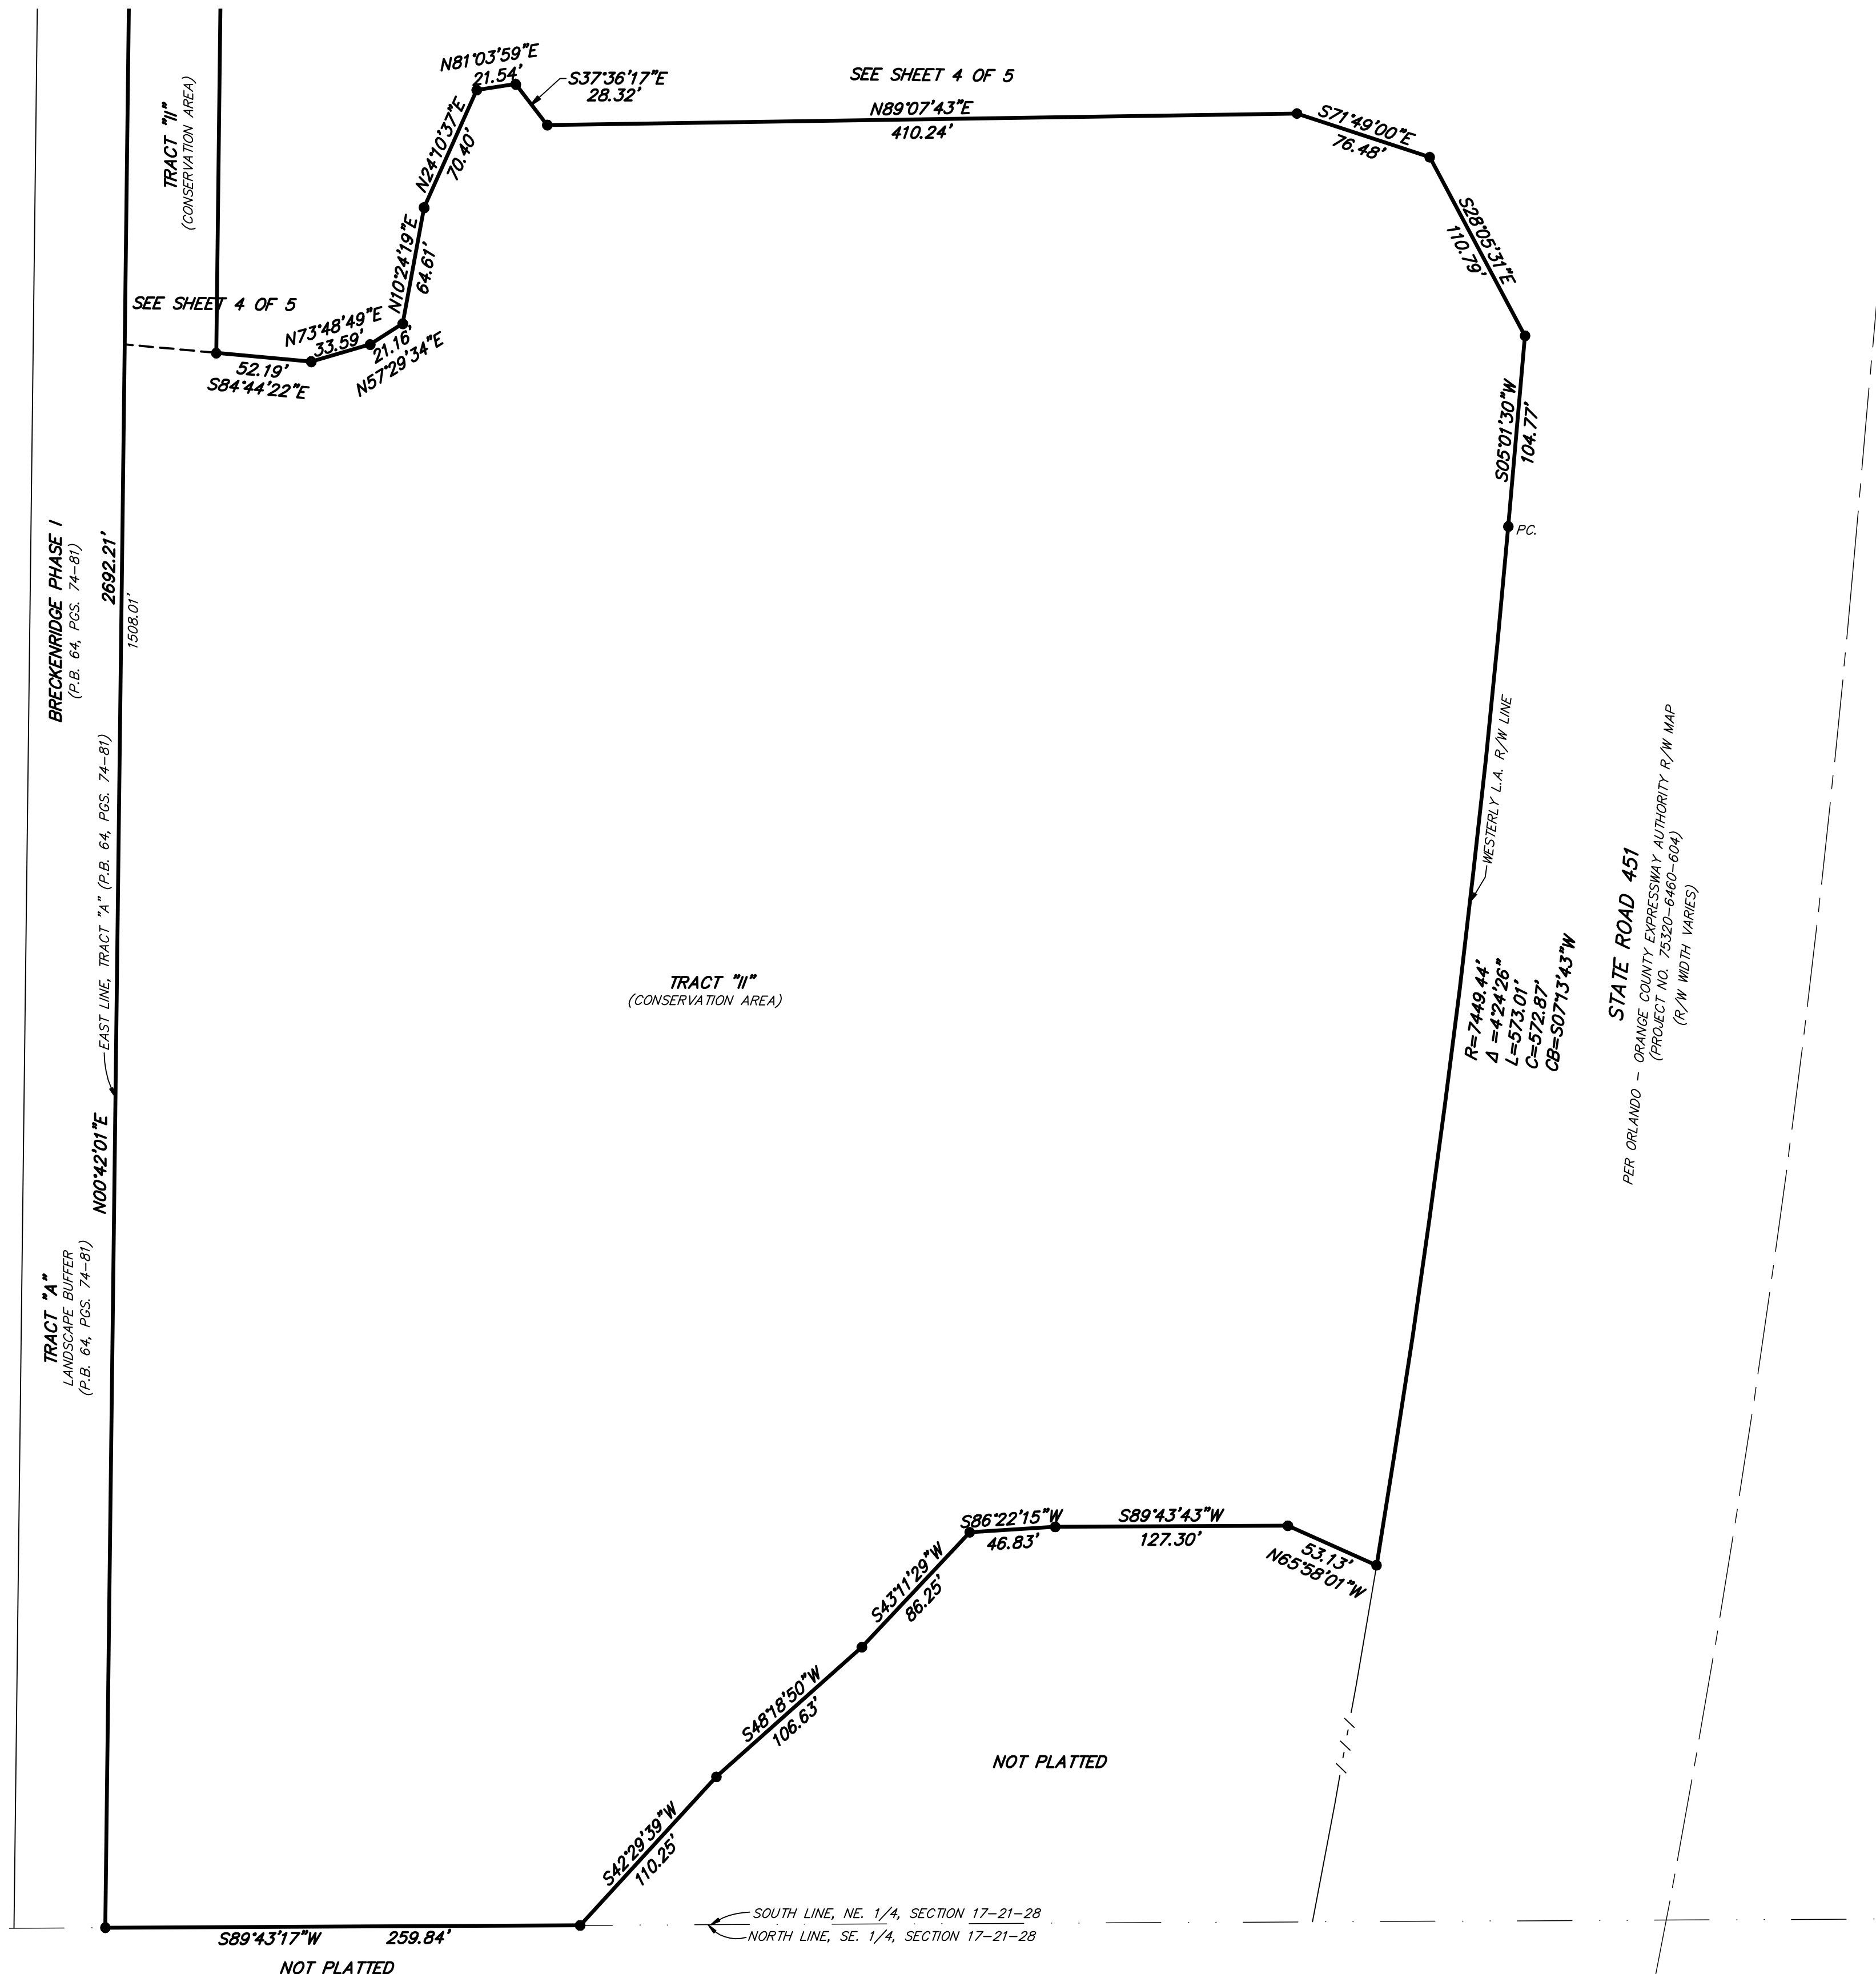 N81°03'59"E
21.54'
S37°36'17"E
28.32'
SEE SHEET 4 OF 5
N89°07'43"E
410.24'
S71°49'00"E
76.48'
TRACT "II"
(CONSERVATION AREA)
N24°10'37"E
70.40'
S28°05'31"E
110.79'
N10°24'19"E
64.61'
SEE SHEET 4 OF 5
N73°48'49"E
33.59'
21.16'
N57°29'34"E
52.19'
S84°44'22"E
S05°01'30"W
104.77'
PC.
BRECKENRIDGE PHASE I
(P.B. 64, PGS. 74-81)
2692.21'
1508.01'
EAST LINE, TRACT "A" (P.B. 64, PGS. 74-81)
WESTERLY L.A. R/W LINE
TRACT "II"
(CONSERVATION AREA)
R=7449.44'
Δ =4°24'26"
L=573.01'
C=572.87'
CB=S07°13'43"W
STATE ROAD 451
PER ORLANDO - ORANGE COUNTY EXPRESSWAY AUTHORITY R/W MAP
(PROJECT NO. 75320-6460-604)
(R/W WIDTH VARIES)
N00°42'01"E
TRACT "A"
LANDSCAPE BUFFER
(P.B. 64, PGS. 74-81)
S86°22'15"W
46.83'
S89°43'43"W
127.30'
53.13'
N65°58'01"W
S43°11'29"W
86.25'
S48°18'50"W
106.63'
NOT PLATTED
S42°29'39"W
110.25'
SOUTH LINE, NE. 1/4, SECTION 17-21-28
NORTH LINE, SE. 1/4, SECTION 17-21-28
S89°43'17"W
259.84'
NOT PLATTED